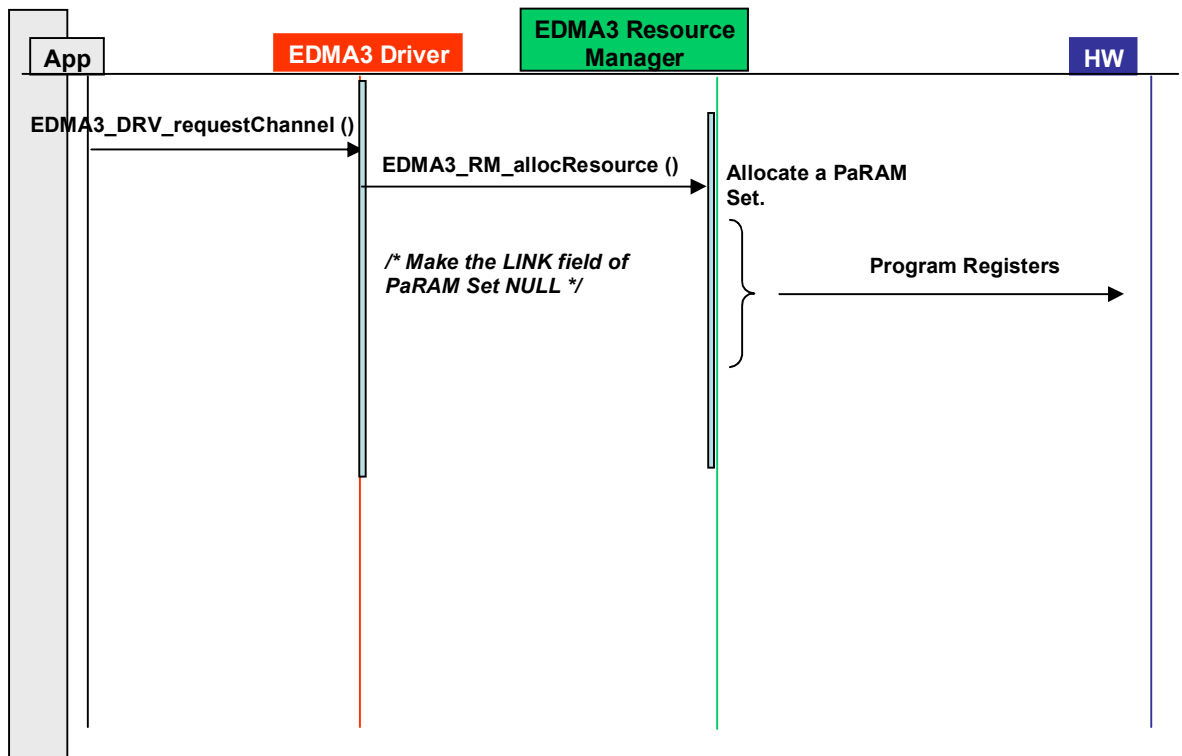 App
EDMA3 Driver
EDMA3 Resource
Manager
HW
EDMA3_DRV_requestChannel ()
EDMA3_RM_allocResource ()
Allocate a PaRAM
Set.
/* Make the LINK field of
PaRAM Set NULL */
Program Registers